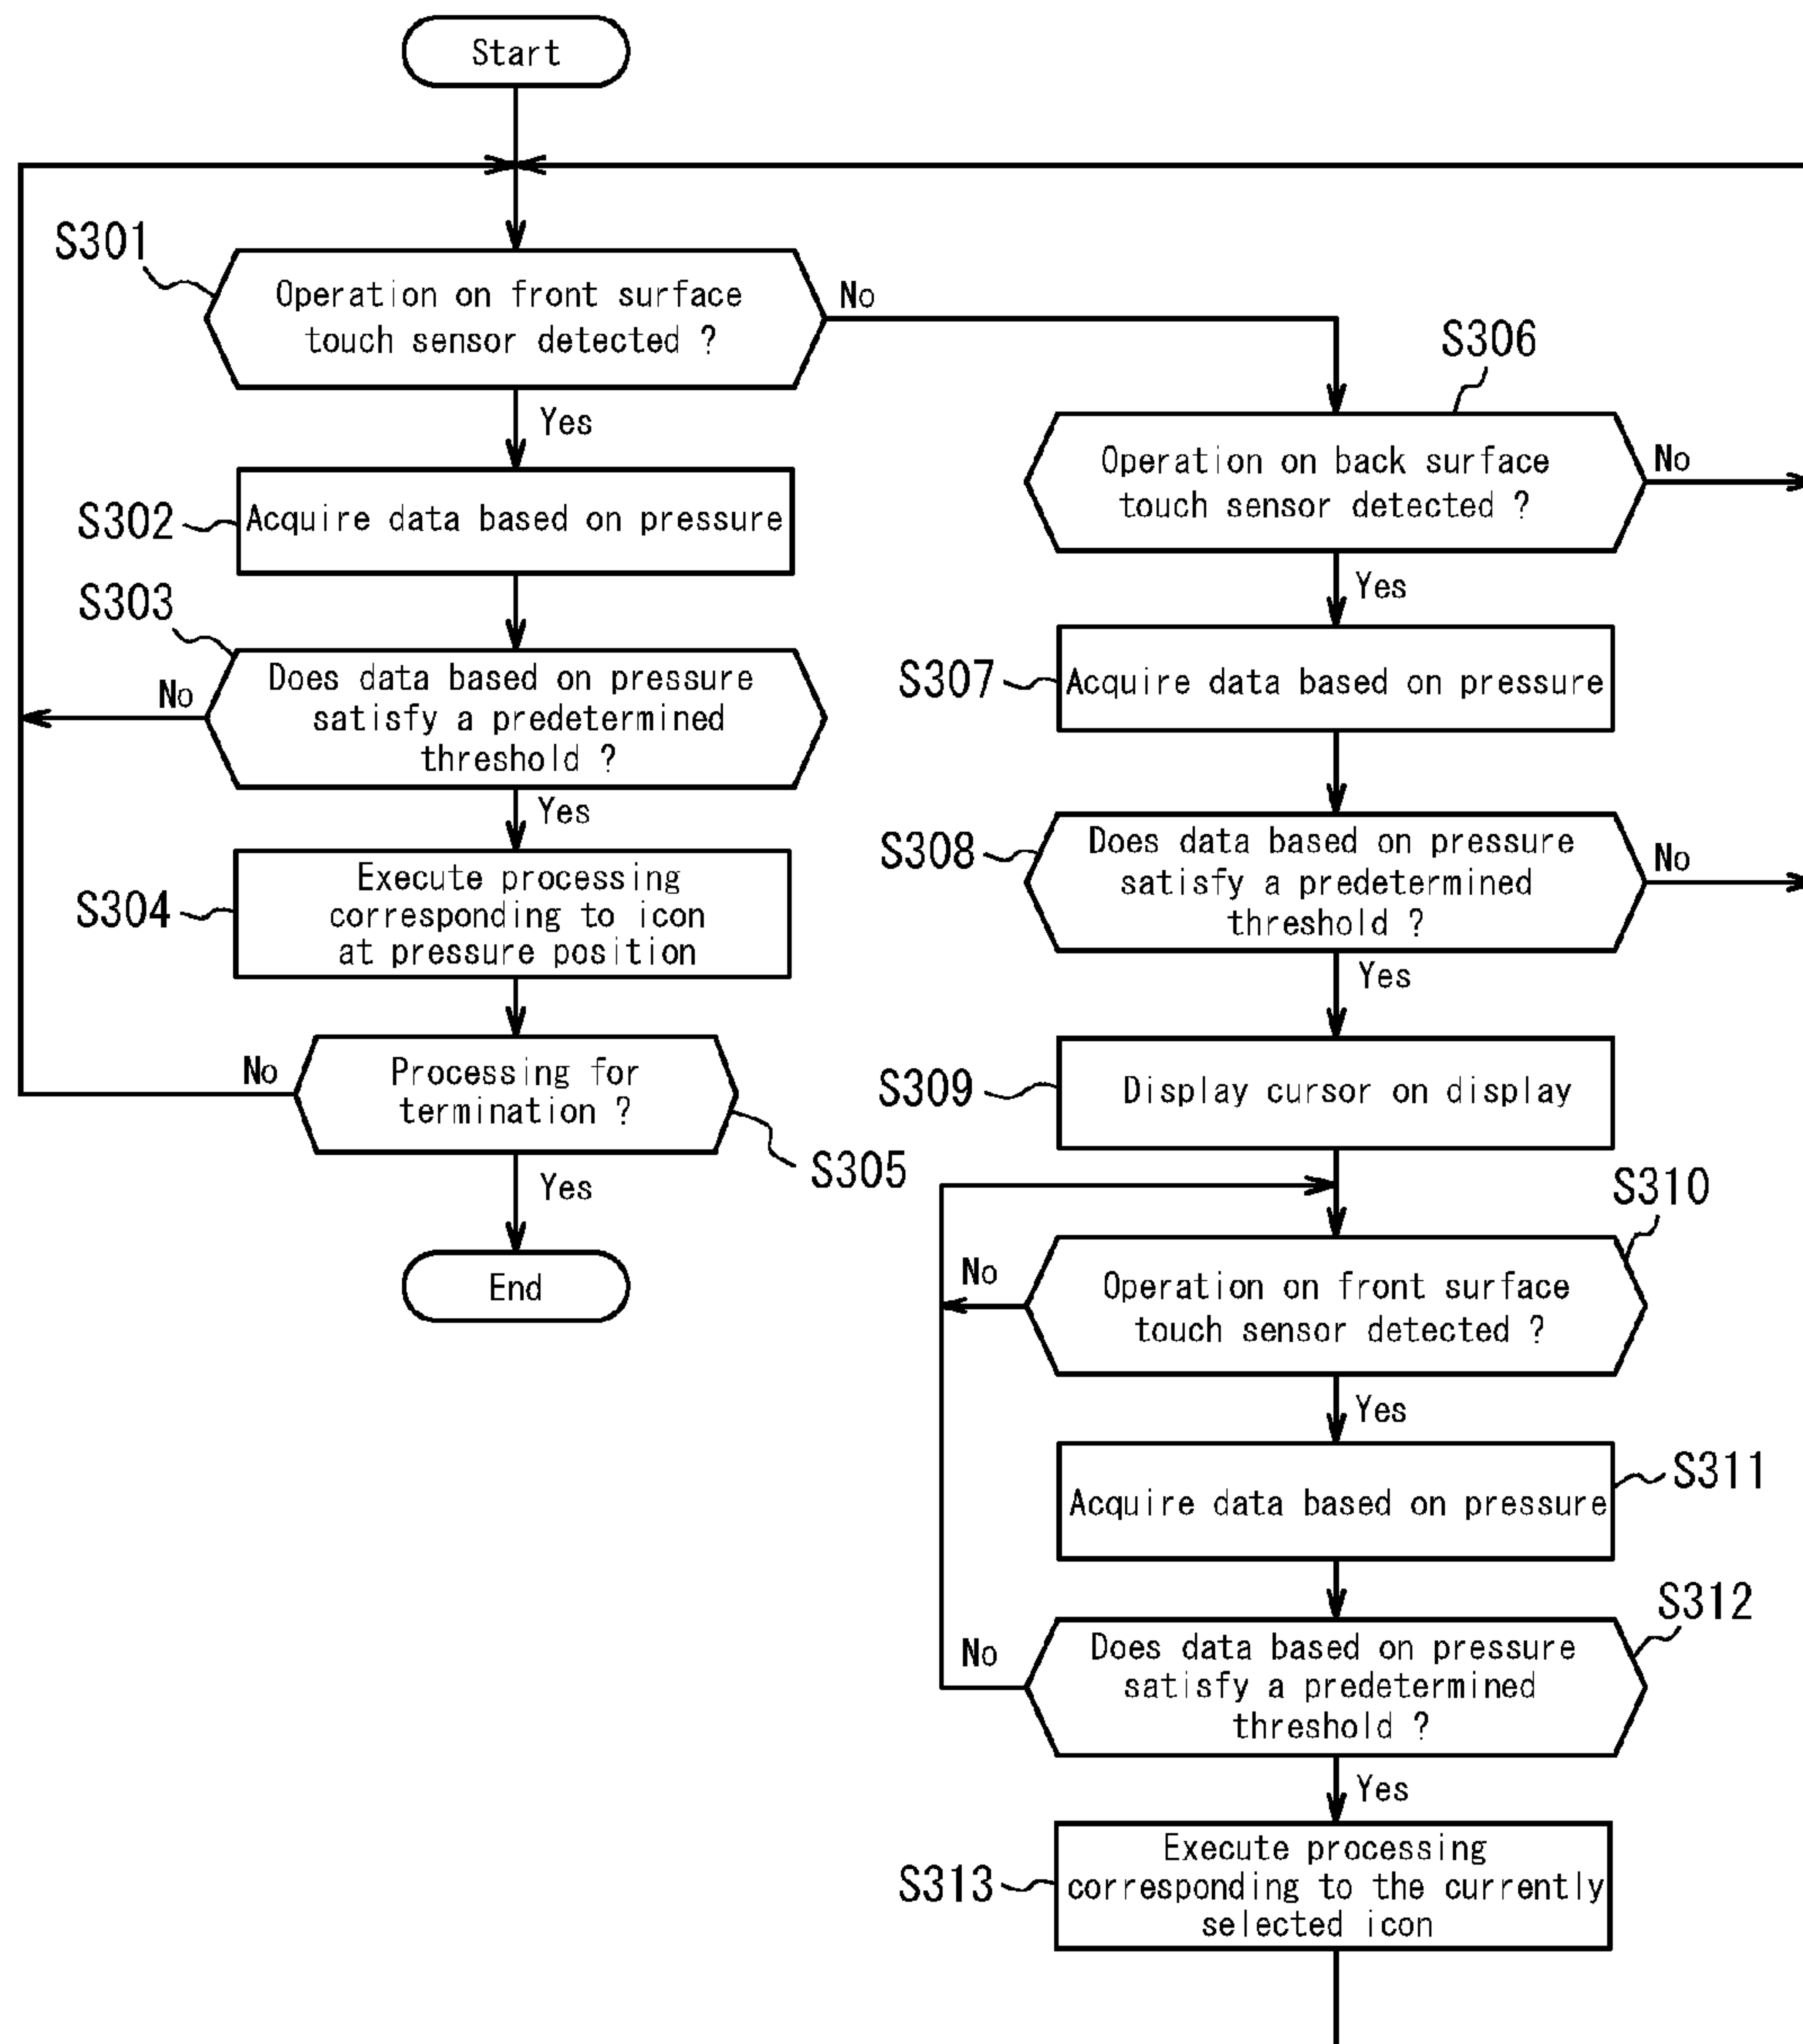 Start
S301
Operation on front surface
touch sensor detected ?
No
Yes
S302
Acquire data based on pressure
S303
Does data based on pressure
satisfy a predetermined
threshold ?
No
Yes
S304
Execute processing
corresponding to icon
at pressure position
Processing for
termination ?
No
S305
Yes
End
S306
Operation on back surface
touch sensor detected ?
No
Yes
S307
Acquire data based on pressure
S308
Does data based on pressure
satisfy a predetermined
threshold ?
No
Yes
S309
Display cursor on display
S310
Operation on front surface
touch sensor detected ?
No
Yes
S311
Acquire data based on pressure
S312
Does data based on pressure
satisfy a predetermined
threshold ?
No
Yes
S313
Execute processing
corresponding to the currently
selected icon